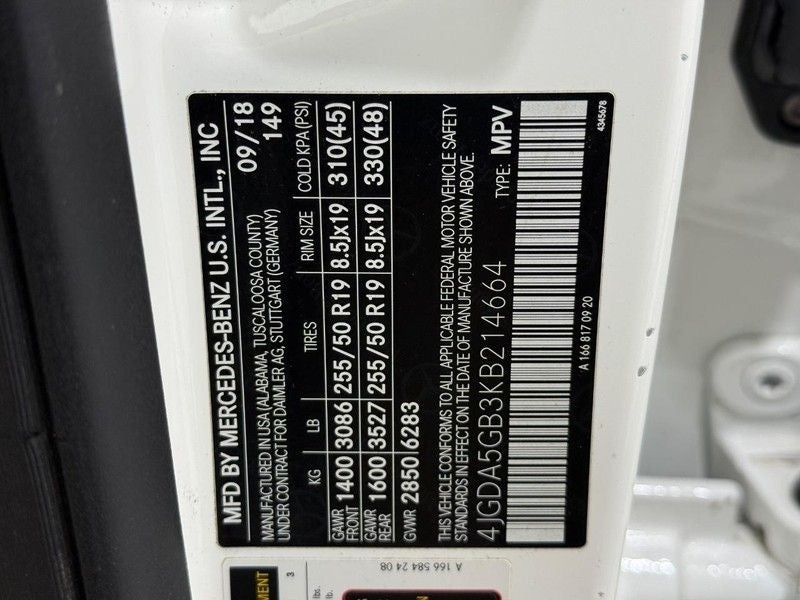 MFD BY MERCEDES-BENZ U.S. INTL., INC
MANUFACTURED IN USA (ALABAMA, TUSCALOOSA COUNTY) 09/18
UNDER CONTRACT FOR DAIMLER AG, STUTTGART (GERMANY) 149
KG LB TIRES RIM SIZE COLD KPA (PSI)
GAWR FRONT 1400 3086 255/50 R19 8.5Jx19 310(45)
GAWR REAR 1600 3527 255/50 R19 8.5Jx19 330(48)
GVWR 2850 6283
THIS VEHICLE CONFORMS TO ALL APPLICABLE FEDERAL MOTOR VEHICLE SAFETY
STANDARDS IN EFFECT ON THE DATE OF MANUFACTURE SHOWN ABOVE.
4JGDA5GB3KB214664 TYPE: MPV
A 166 817 09 20 4345678
A 166 584 24 08
3
lbs.
lb.